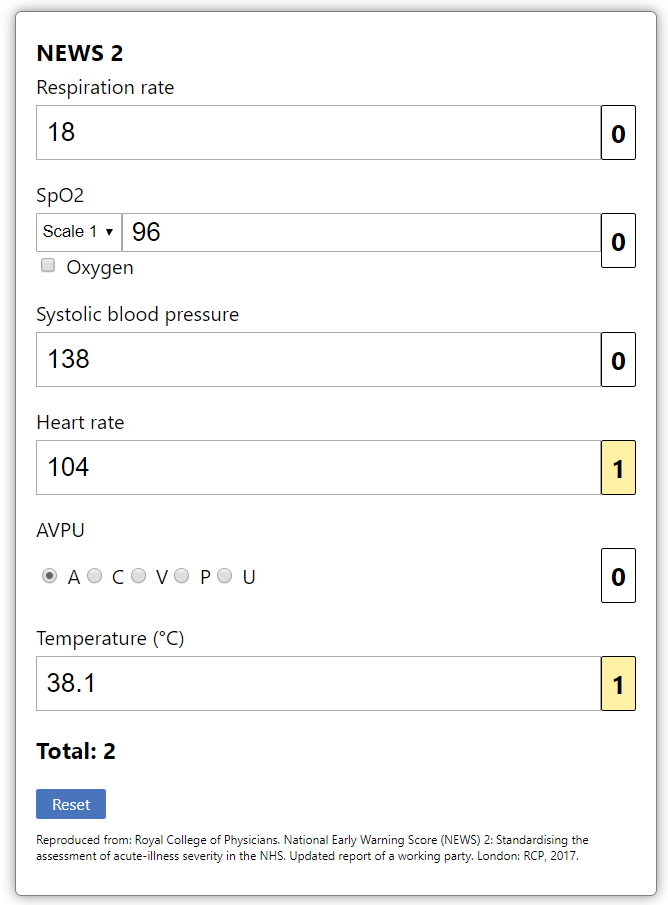 NEWS 2
Respiration rate
18 0
SpO2
Scale 1 ▼ 96 0
Oxygen
Systolic blood pressure
138 0
Heart rate
104 1
AVPU
A C V P U 0
Temperature (°C)
38.1 1
Total: 2
Reset
Reproduced from: Royal College of Physicians. National Early Warning Score (NEWS) 2: Standardising the
assessment of acute-illness severity in the NHS. Updated report of a working party. London: RCP, 2017.